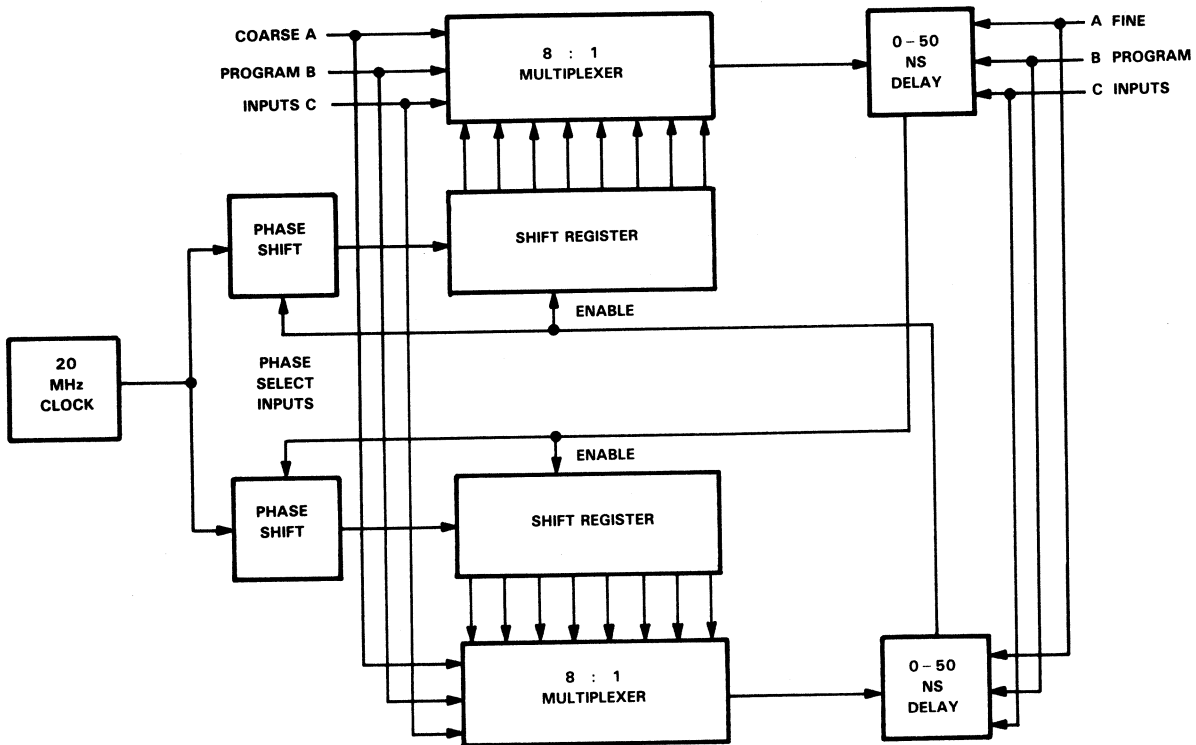 COARSE A
PROGRAM B
INPUTS C
8 : 1
MULTIPLEXER
0 – 50
NS
DELAY
A FINE
B PROGRAM
C INPUTS
PHASE
SHIFT
SHIFT REGISTER
ENABLE
20
MHz
CLOCK
PHASE
SELECT
INPUTS
ENABLE
PHASE
SHIFT
SHIFT REGISTER
8 : 1
MULTIPLEXER
0 – 50
NS
DELAY